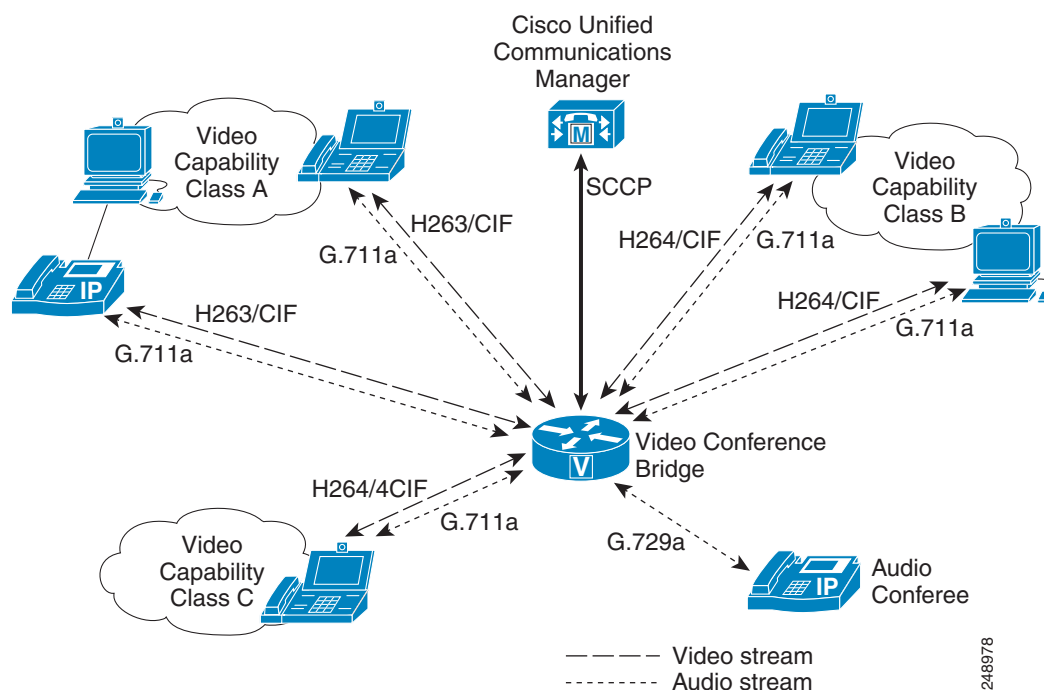 Cisco Unified
Communications
Manager
M
SCCP
Video
Capability
Class A
IP
H263/CIF
G.711a
H263/CIF
G.711a
Video
Capability
Class B
H264/CIF
G.711a
H264/CIF
G.711a
V
Video Conference
Bridge
H264/4CIF
G.711a
Video
Capability
Class C
G.729a
IP
Audio
Conferee
Video stream
Audio stream
248978